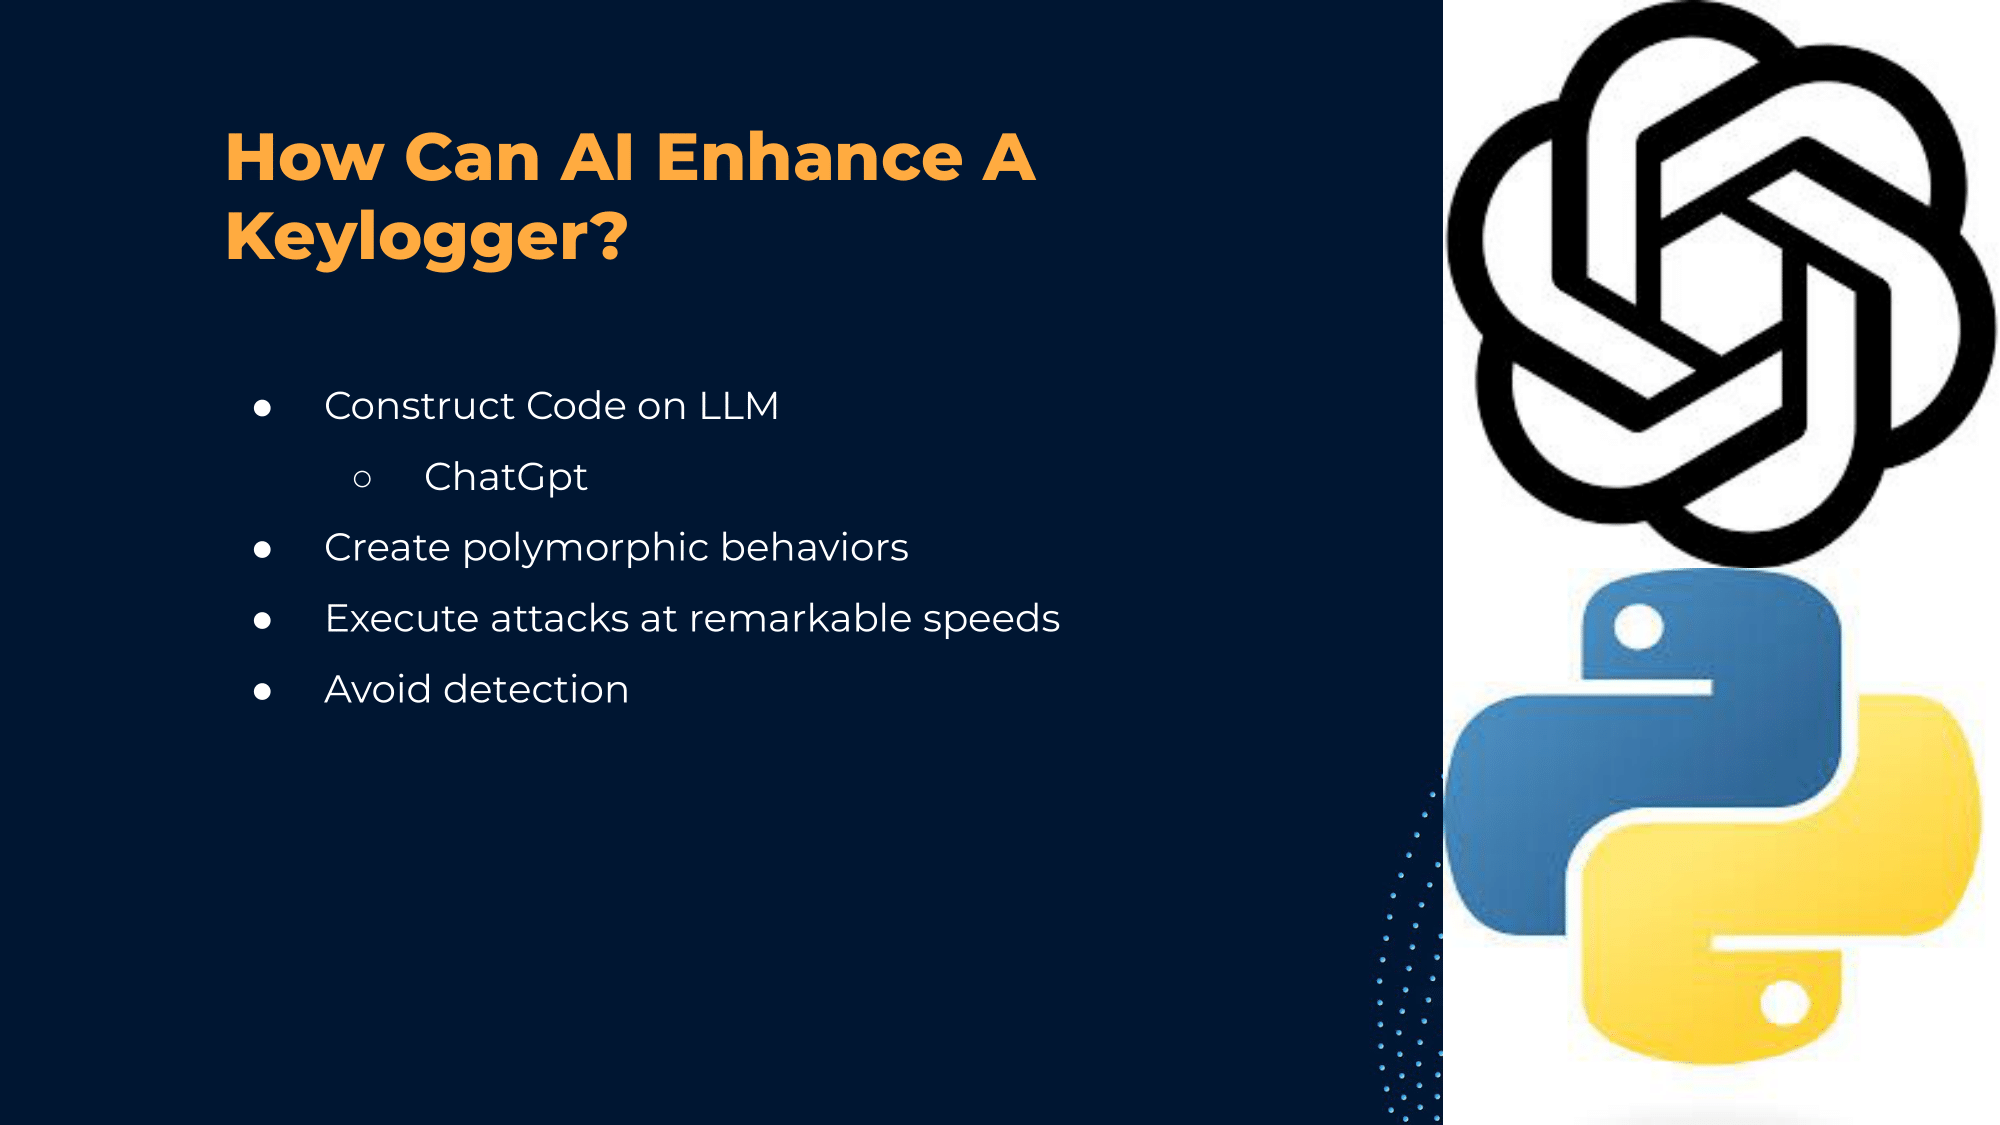 How Can AI Enhance A
Keylogger?
● Construct Code on LLM
○ ChatGpt
● Create polymorphic behaviors
● Execute attacks at remarkable speeds
● Avoid detection